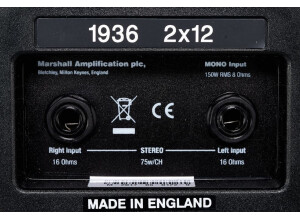 1936 2x12
Marshall Amplification plc,
Bletchley, Milton Keynes, England
MONO Input
150W RMS 8 Ohms
CE
Right Input
16 Ohms
STEREO
75w/CH
Left Input
16 Ohms
MADE IN ENGLAND